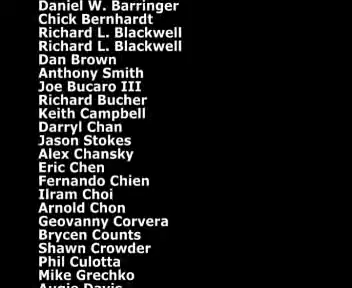 Daniel W. Barringer
Chick Bernhardt
Richard L. Blackwell
Richard L. Blackwell
Dan Brown
Anthony Smith
Joe Bucaro III
Richard Bucher
Keith Campbell
Darryl Chan
Jason Stokes
Alex Chansky
Eric Chen
Fernando Chien
Ilram Choi
Arnold Chon
Geovanny Corvera
Brycen Counts
Shawn Crowder
Phil Culotta
Mike Grechko
Augie Davis